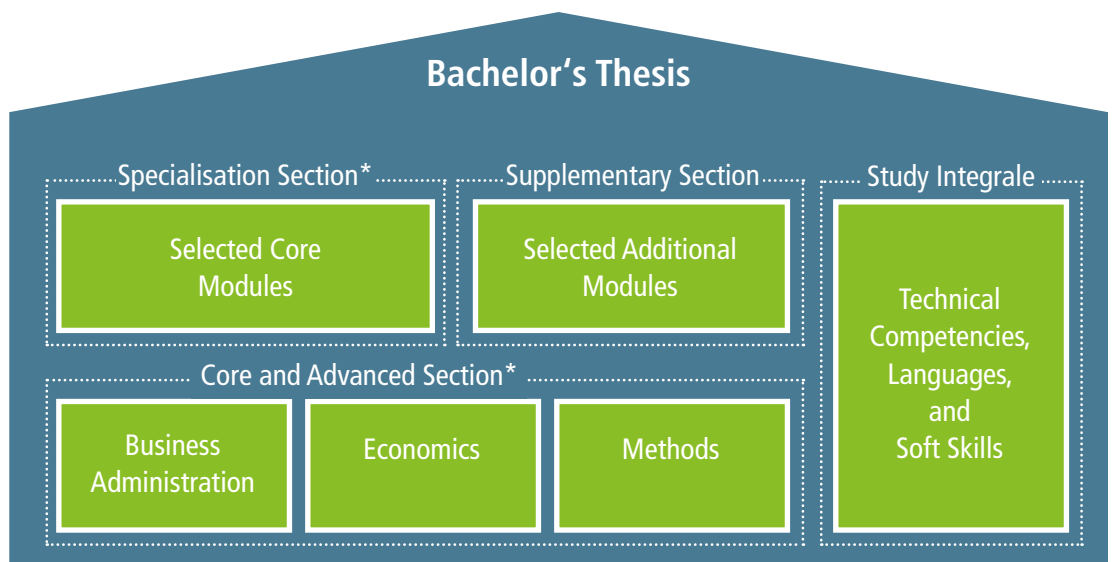 Bachelor‘s Thesis
Specialisation Section*
Selected Core
Modules
Supplementary Section
Selected Additional
Modules
Study Integrale
Technical
Competencies,
Languages,
and
Soft Skills
Core and Advanced Section*
Business
Administration
Economics
Methods